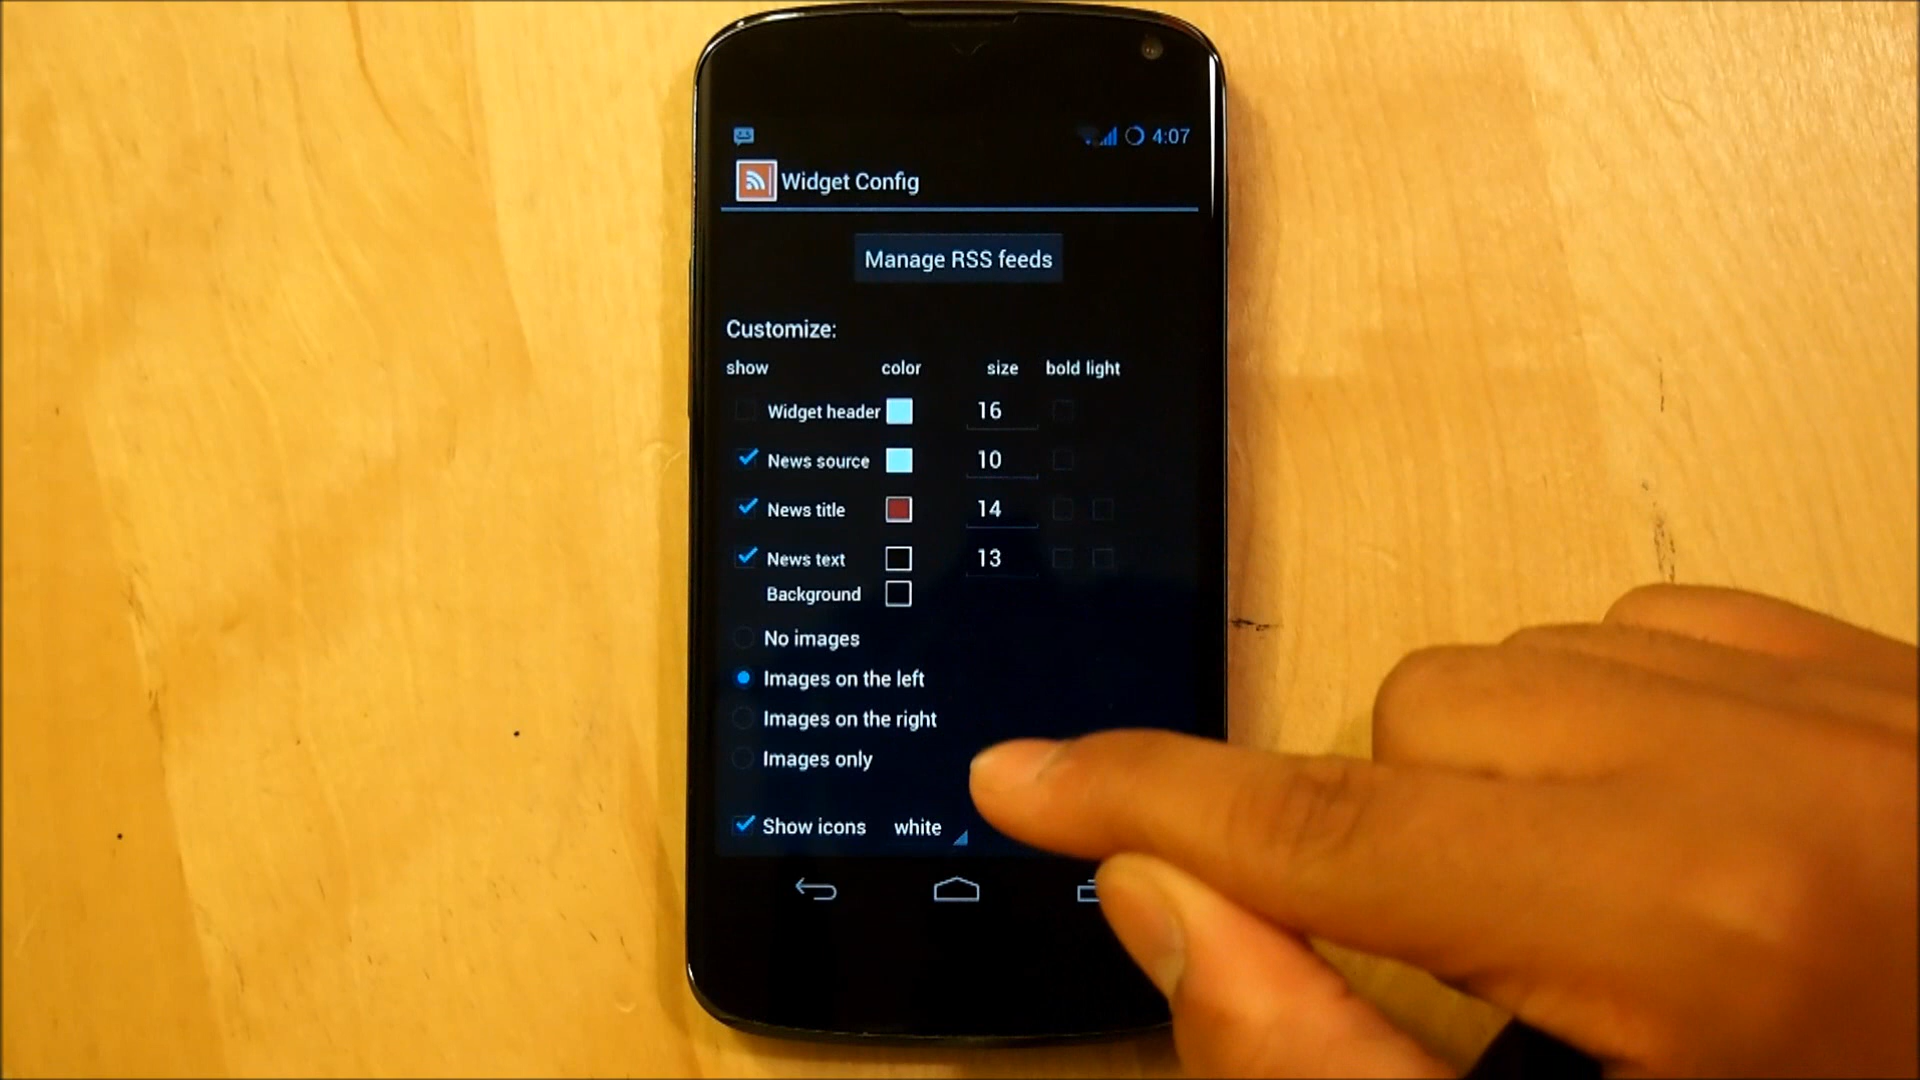 4:07
Widget Config
Manage RSS feeds
Customize:
show color size bold light
Widget header 16
News source 10
News title 14
News text 13
Background
No images
Images on the left
Images on the right
Images only
Show icons white